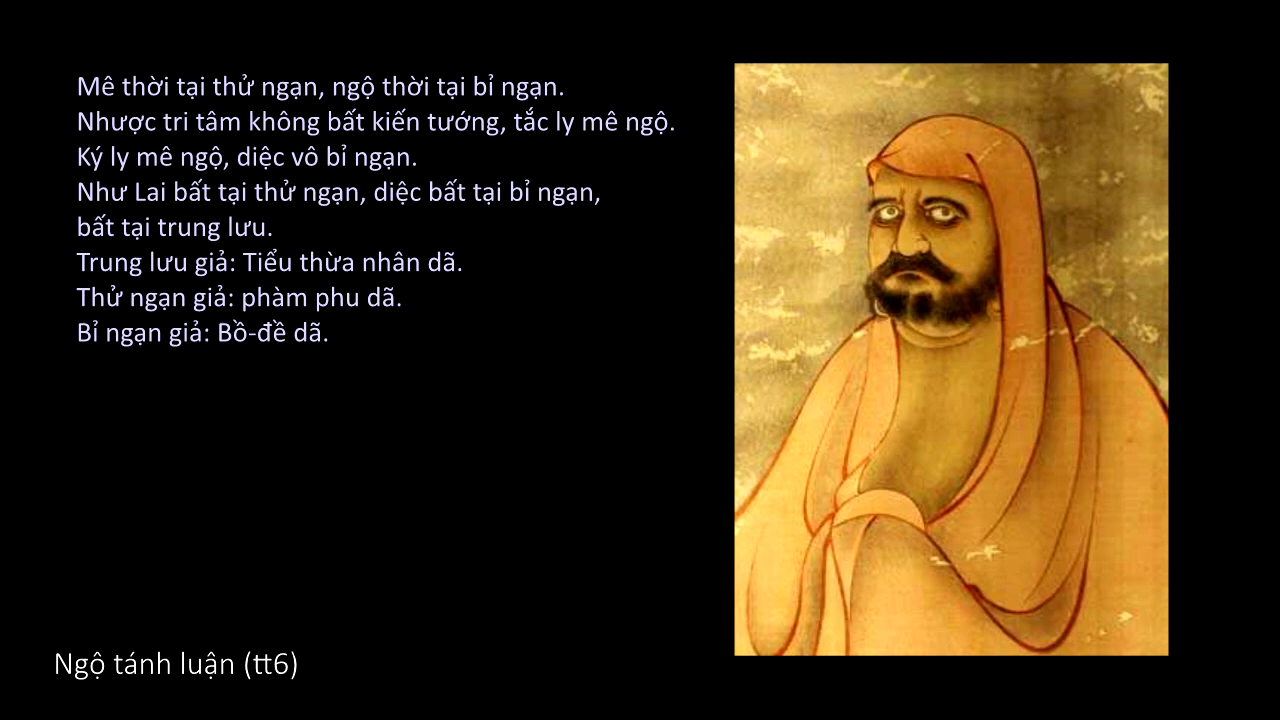 Mê thời tại thử ngạn, ngộ thời tại bỉ ngạn.
Nhược tri tâm không bất kiến tướng, tắc ly mê ngộ.
Ký ly mê ngộ, diệc vô bỉ ngạn.
Như Lai bất tại thử ngạn, diệc bất tại bỉ ngạn,
bất tại trung lưu.
Trung lưu giả: Tiểu thừa nhân dã.
Thử ngạn giả: phàm phu dã.
Bỉ ngạn giả: Bồ-đề dã.
Ngộ tánh luận (tt6)